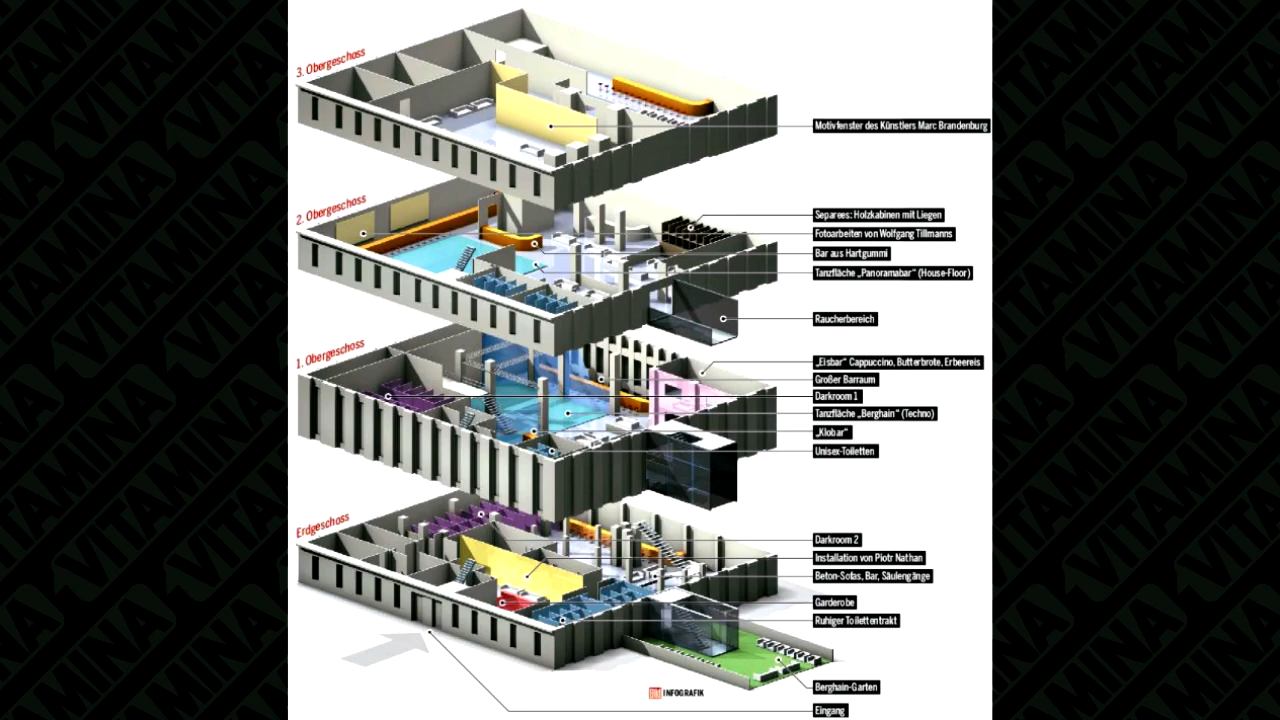 3. Obergeschoss
Motivfenster des Künstlers Marc Brandenburg
2. Obergeschoss
Separees: Holzkabinen mit Liegen
Fotoarbeiten von Wolfgang Tillmanns
Bar aus Hartgummi
Tanzfläche „Panoramabar“ (House-Floor)
Raucherbereich
1. Obergeschoss
„Eisbar“ Cappuccino, Butterbrote, Erbeereis
Großer Barraum
Darkroom 1
Tanzfläche „Berghain“ (Techno)
„Klobar“
Unisex-Toiletten
Erdgeschoss
Darkroom 2
Installation von Piotr Nathan
Beton-Sofas, Bar, Säulengänge
Garderobe
Ruhiger Toilettentrakt
Berghain-Garten
Bild INFOGRAFIK
Eingang
VITAMINA